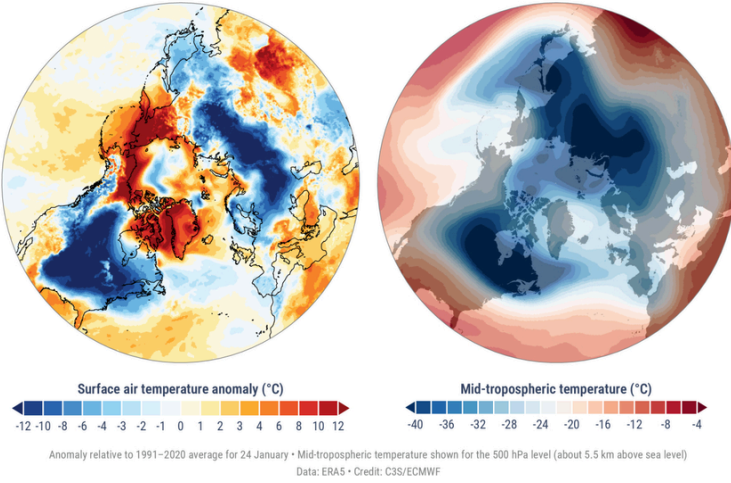 Surface air temperature anomaly (°C)
-12 -10 -8 -6 -4 -3 -2 -1 0 1 2 3 4 6 8 10 12
Mid-tropospheric temperature (°C)
-40 -36 -32 -28 -24 -20 -16 -12 -8 -4
Anomaly relative to 1991–2020 average for 24 January • Mid-tropospheric temperature shown for the 500 hPa level (about 5.5 km above sea level)
Data: ERA5 • Credit: C3S/ECMWF